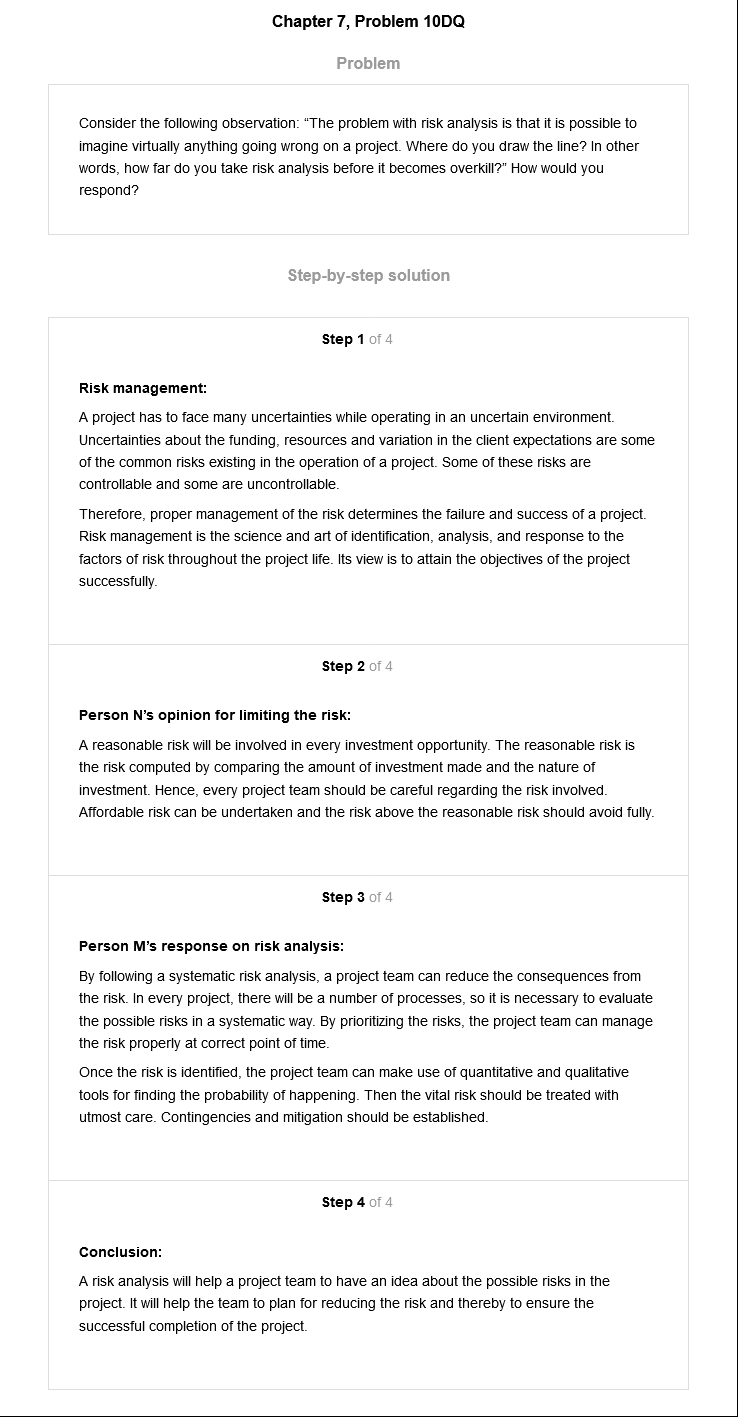 Chapter 7, Problem 10DQ
Problem
Consider the following observation: “The problem with risk analysis is that it is possible to
imagine virtually anything going wrong on a project. Where do you draw the line? In other
words, how far do you take risk analysis before it becomes overkill?” How would you
respond?
Step-by-step solution
Step 1 of 4
Risk management:
A project has to face many uncertainties while operating in an uncertain environment.
Uncertainties about the funding, resources and variation in the client expectations are some
of the common risks existing in the operation of a project. Some of these risks are
controllable and some are uncontrollable.
Therefore, proper management of the risk determines the failure and success of a project.
Risk management is the science and art of identification, analysis, and response to the
factors of risk throughout the project life. Its view is to attain the objectives of the project
successfully.
Step 2 of 4
Person N’s opinion for limiting the risk:
A reasonable risk will be involved in every investment opportunity. The reasonable risk is
the risk computed by comparing the amount of investment made and the nature of
investment. Hence, every project team should be careful regarding the risk involved.
Affordable risk can be undertaken and the risk above the reasonable risk should avoid fully.
Step 3 of 4
Person M’s response on risk analysis:
By following a systematic risk analysis, a project team can reduce the consequences from
the risk. In every project, there will be a number of processes, so it is necessary to evaluate
the possible risks in a systematic way. By prioritizing the risks, the project team can manage
the risk properly at correct point of time.
Once the risk is identified, the project team can make use of quantitative and qualitative
tools for finding the probability of happening. Then the vital risk should be treated with
utmost care. Contingencies and mitigation should be established.
Step 4 of 4
Conclusion:
A risk analysis will help a project team to have an idea about the possible risks in the
project. It will help the team to plan for reducing the risk and thereby to ensure the
successful completion of the project.